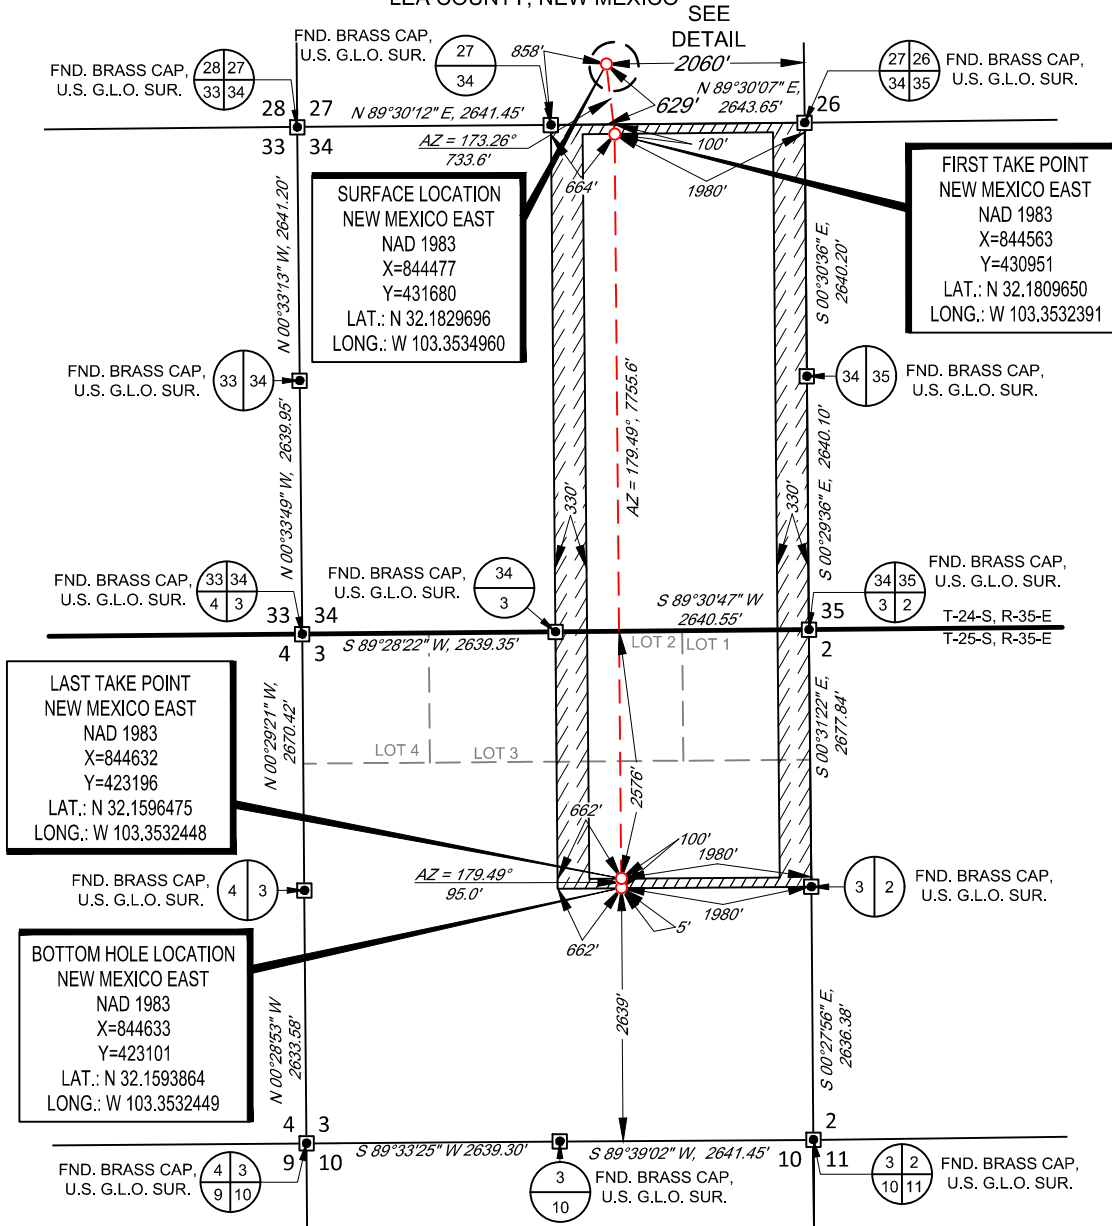 LEA COUNTY, NEW MEXICO
SEE
DETAIL
2060'
FND. BRASS CAP,
U.S. G.L.O. SUR.
28 27
33 34
FND. BRASS CAP,
U.S. G.L.O. SUR.
27
34
858'
27 26
34 35
FND. BRASS CAP,
U.S. G.L.O. SUR.
28 27
33 34
N 89°30'12" E, 2641.45'
629'
N 89°30'07" E,
2643.65'
26
AZ = 173.26°
733.6'
100'
664'
1980'
SURFACE LOCATION
NEW MEXICO EAST
NAD 1983
X=844477
Y=431680
LAT.: N 32.1829696
LONG.: W 103.3534960
FIRST TAKE POINT
NEW MEXICO EAST
NAD 1983
X=844563
Y=430951
LAT.: N 32.1809650
LONG.: W 103.3532391
N 00°33'13" W, 2641.20'
S 00°30'36" E,
2640.20'
FND. BRASS CAP,
U.S. G.L.O. SUR.
33 34
34 35
FND. BRASS CAP,
U.S. G.L.O. SUR.
AZ = 179.49°, 7755.6'
N 00°33'49" W, 2639.95'
330'
330'
S 00°29'36" E, 2640.10'
FND. BRASS CAP,
U.S. G.L.O. SUR.
33 34
4 3
FND. BRASS CAP,
U.S. G.L.O. SUR.
34
3
34 35
3 2
FND. BRASS CAP,
U.S. G.L.O. SUR.
33 34
4 3
S 89°28'22" W, 2639.35'
S 89°30'47" W
2640.55'
35
2
T-24-S, R-35-E
T-25-S, R-35-E
LOT 2 LOT 1
LOT 4 LOT 3
LAST TAKE POINT
NEW MEXICO EAST
NAD 1983
X=844632
Y=423196
LAT.: N 32.1596475
LONG.: W 103.3532448
N 00°29'21" W,
2670.42'
S 00°31'22" E,
2677.84'
2576'
662'
100'
1980'
FND. BRASS CAP,
U.S. G.L.O. SUR.
4 3
AZ = 179.49°
95.0'
3 2
FND. BRASS CAP,
U.S. G.L.O. SUR.
1980'
5'
662'
BOTTOM HOLE LOCATION
NEW MEXICO EAST
NAD 1983
X=844633
Y=423101
LAT.: N 32.1593864
LONG.: W 103.3532449
N 00°28'53" W
2633.58'
2639'
S 00°27'56" E,
2636.38'
4 3
9 10
S 89°33'25" W 2639.30'
S 89°39'02" W, 2641.45'
2
10 11
FND. BRASS CAP,
U.S. G.L.O. SUR.
4 3
9 10
3
10
FND. BRASS CAP,
U.S. G.L.O. SUR.
3 2
10 11
FND. BRASS CAP,
U.S. G.L.O. SUR.